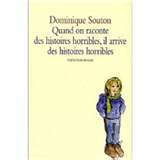 Dominique Souton
Quand on raconte
des histoires horribles, il arrive
des histoires horribles